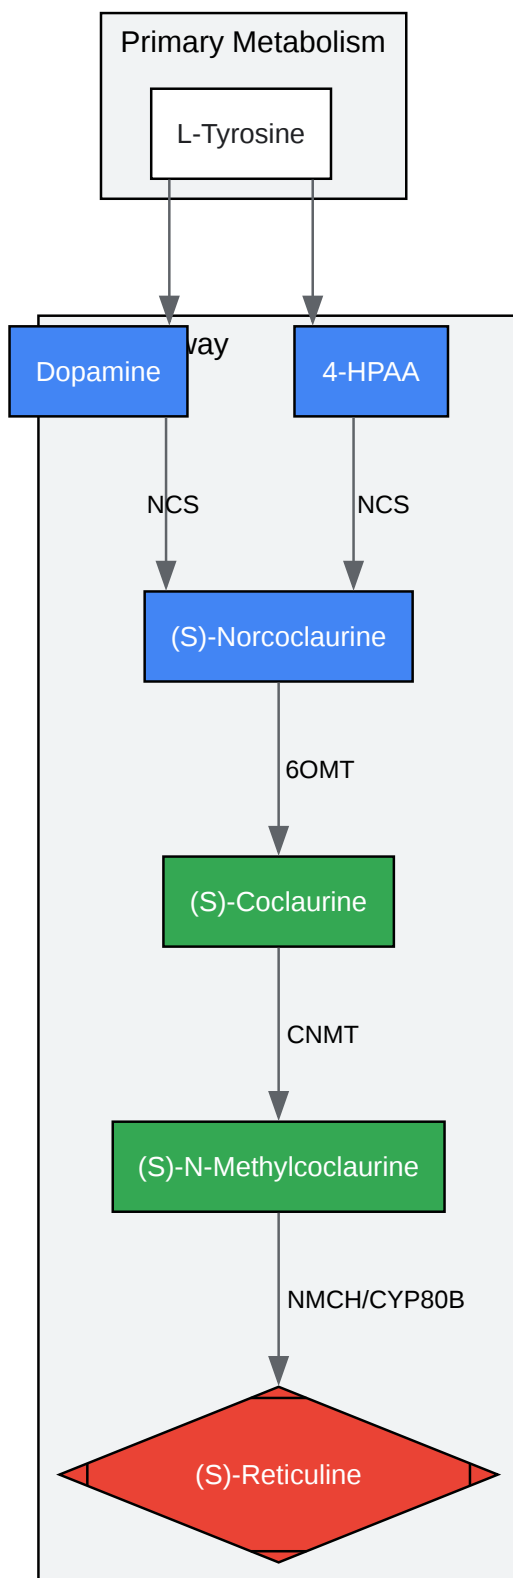 Primary Metabolism
L-Tyrosine
way
Dopamine
4-HPAA
NCS
NCS
(S)-Norcoclaurine
6OMT
(S)-Coclaurine
CNMT
(S)-N-Methylcoclaurine
NMCH/CYP80B
(S)-Reticuline